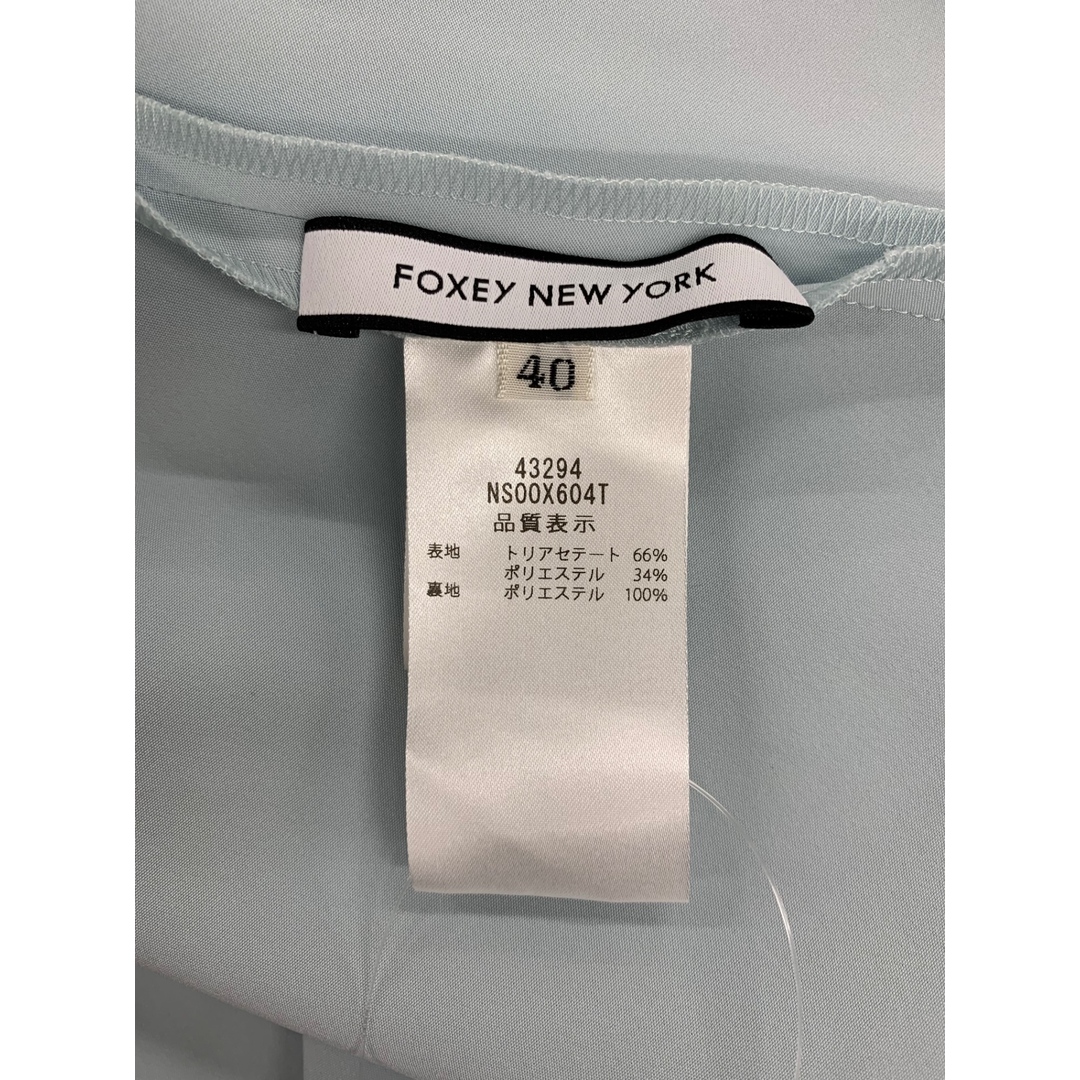 FOXEY NEW YORK
40
43294
NS00X604T
品質表示
表地 トリアセテート 66%
ポリエステル 34%
裏地 ポリエステル 100%